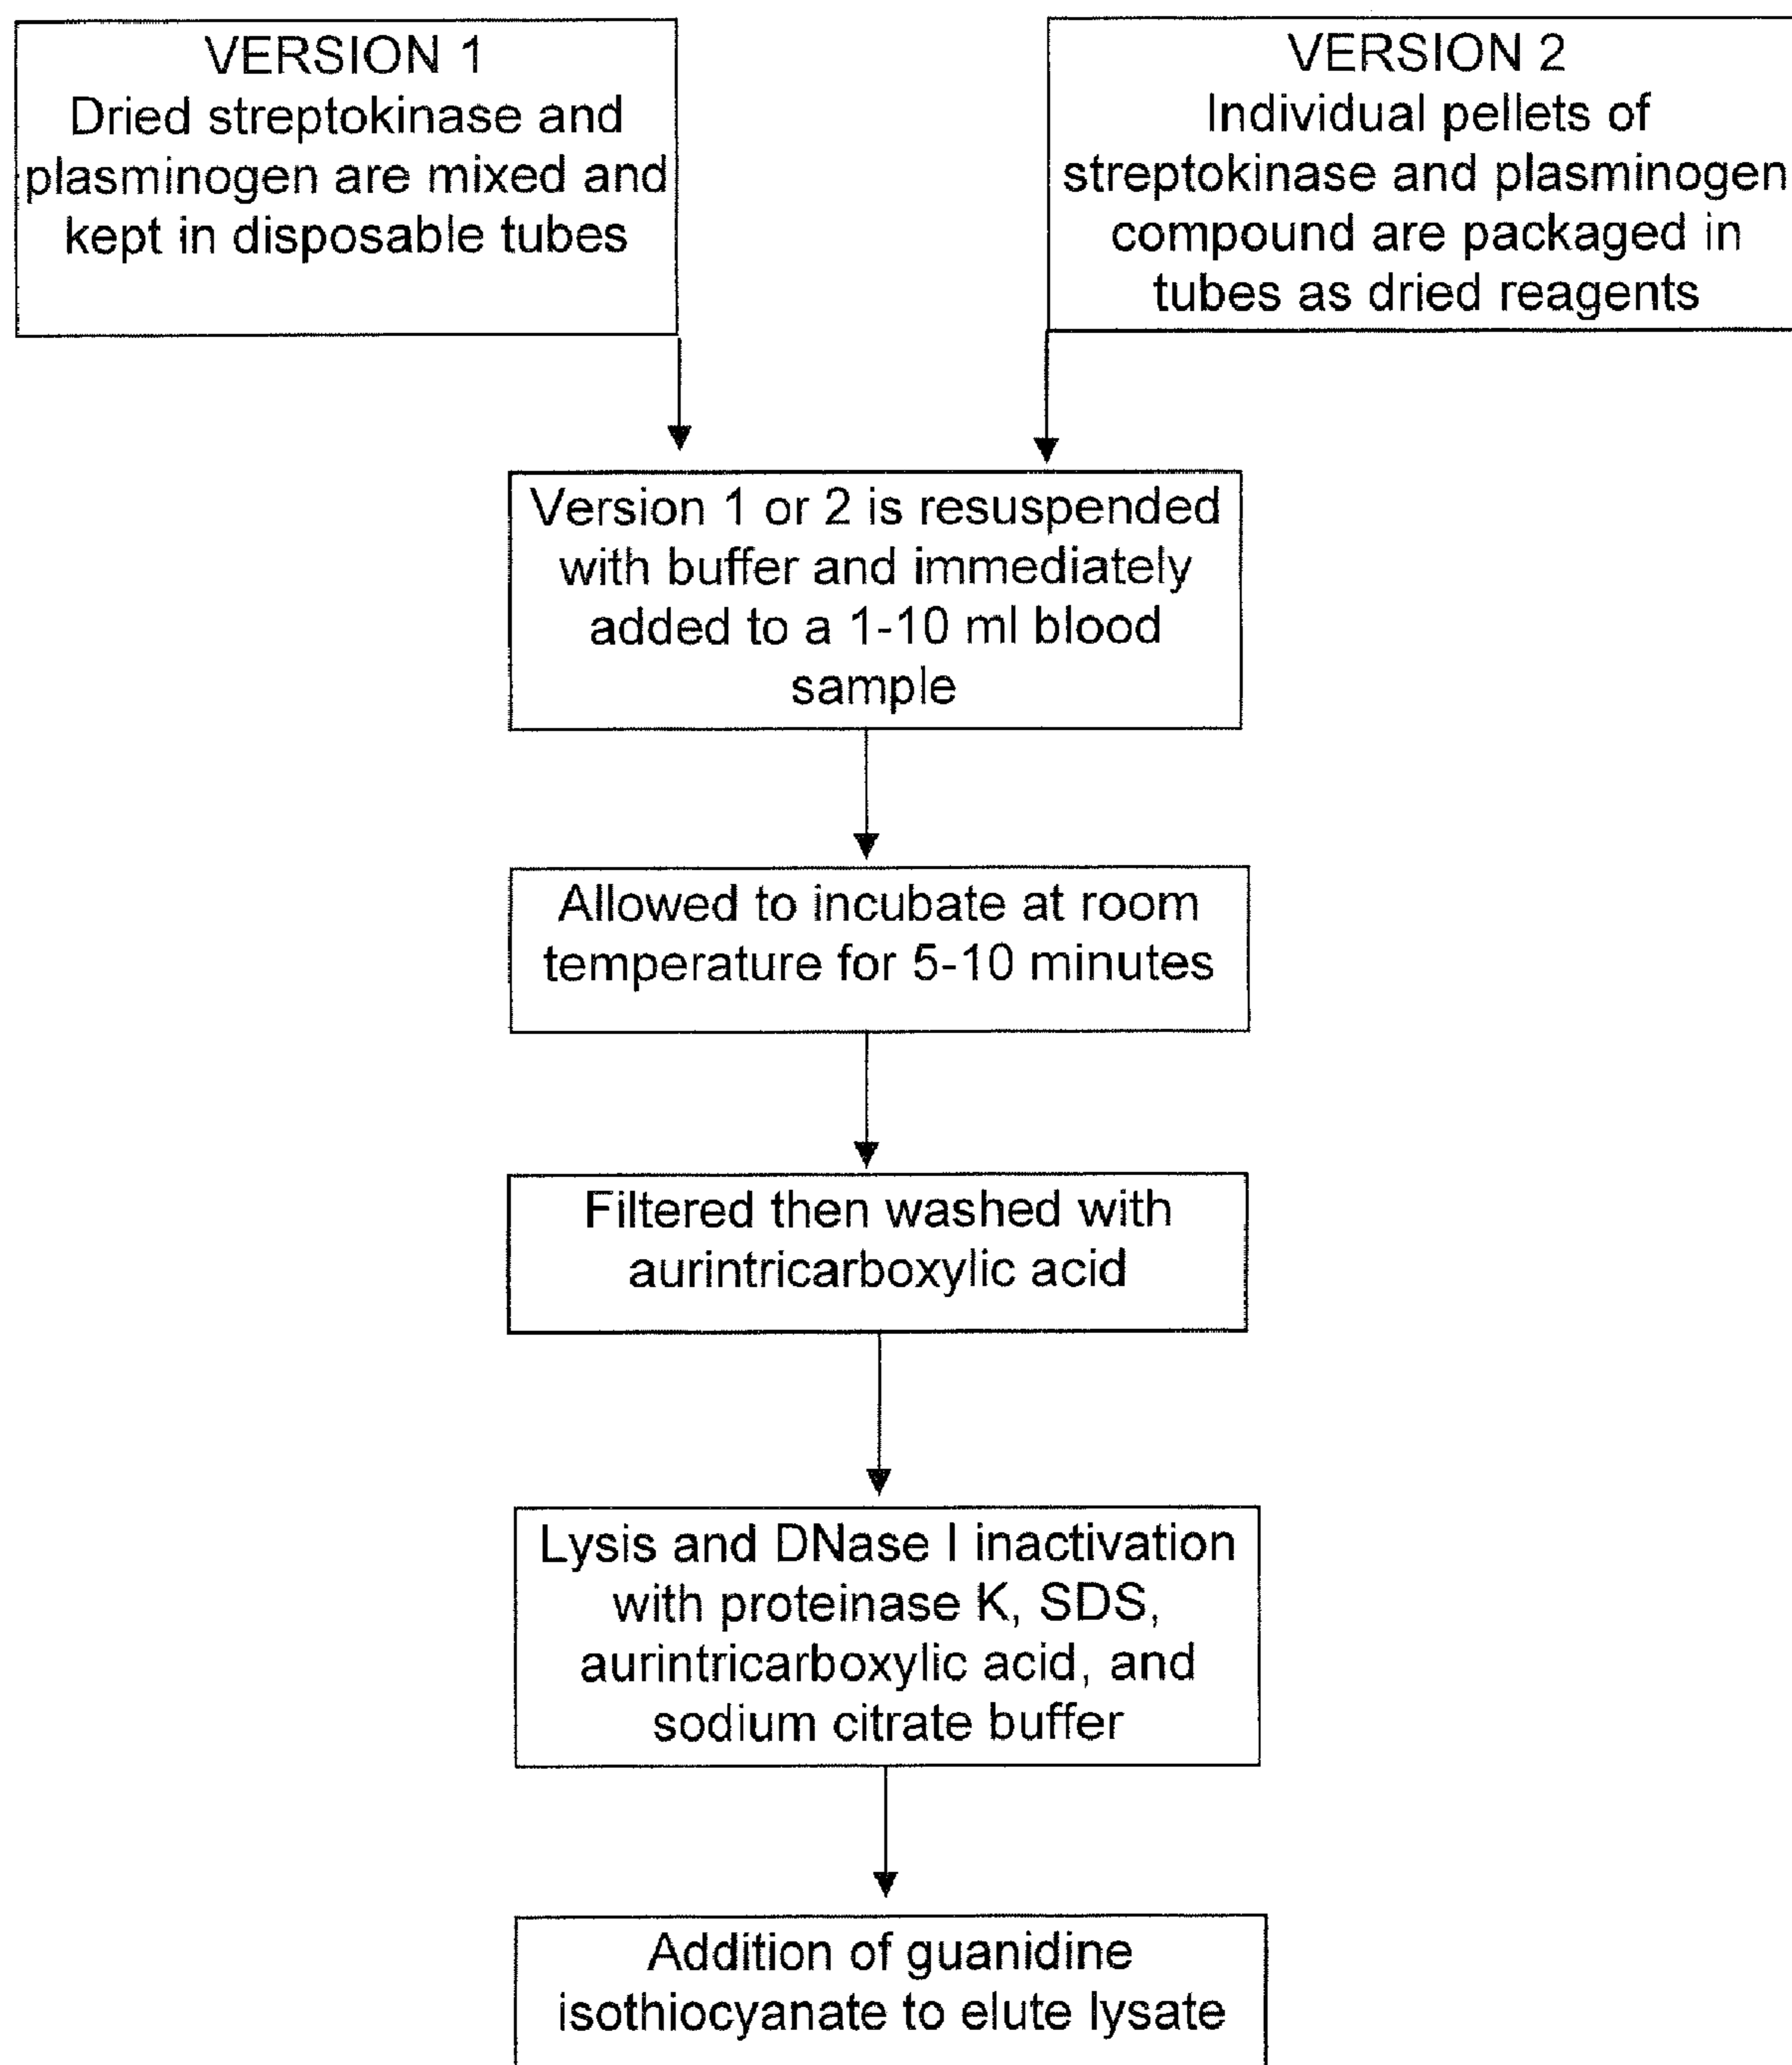 VERSION 1
Dried streptokinase and
plasminogen are mixed and
kept in disposable tubes
VERSION 2
Individual pellets of
streptokinase and plasminogen
compound are packaged in
tubes as dried reagents
Version 1 or 2 is resuspended
with buffer and immediately
added to a 1-10 ml blood
sample
Allowed to incubate at room
temperature for 5-10 minutes
Filtered then washed with
aurintricarboxylic acid
Lysis and DNase I inactivation
with proteinase K, SDS,
aurintricarboxylic acid, and
sodium citrate buffer
Addition of guanidine
isothiocyanate to elute lysate